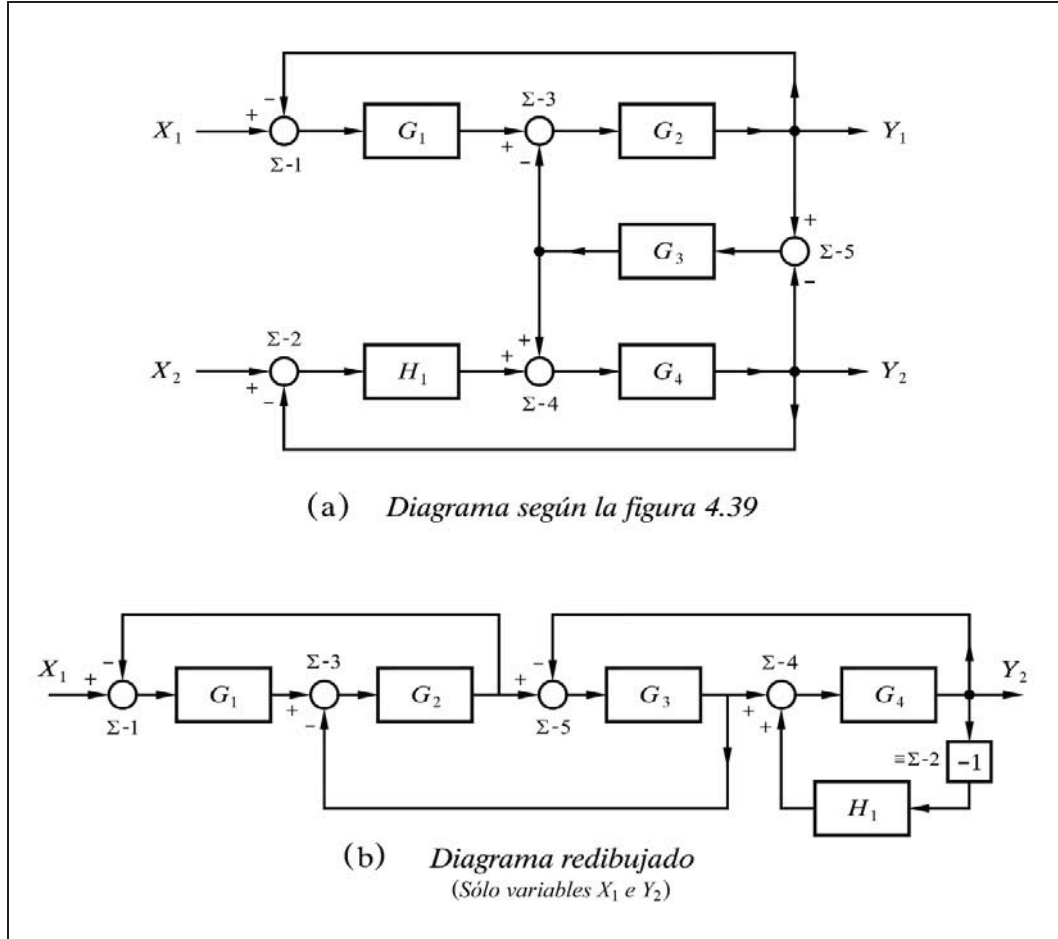 Σ-3
X₁ + − G₁ + − G₂ Y₁
Σ-1
+
G₃ Σ-5
−
Σ-2 +
X₂ + − H₁ + G₄ Y₂
Σ-4
(a) Diagrama según la figura 4.39
X₁ Σ-3 Σ-4 Y₂
+ − G₁ + − G₂ + − G₃ + + G₄
Σ-1 Σ-5
≡Σ-2 -1
H₁
(b) Diagrama redibujado
(Sólo variables X₁ e Y₂)